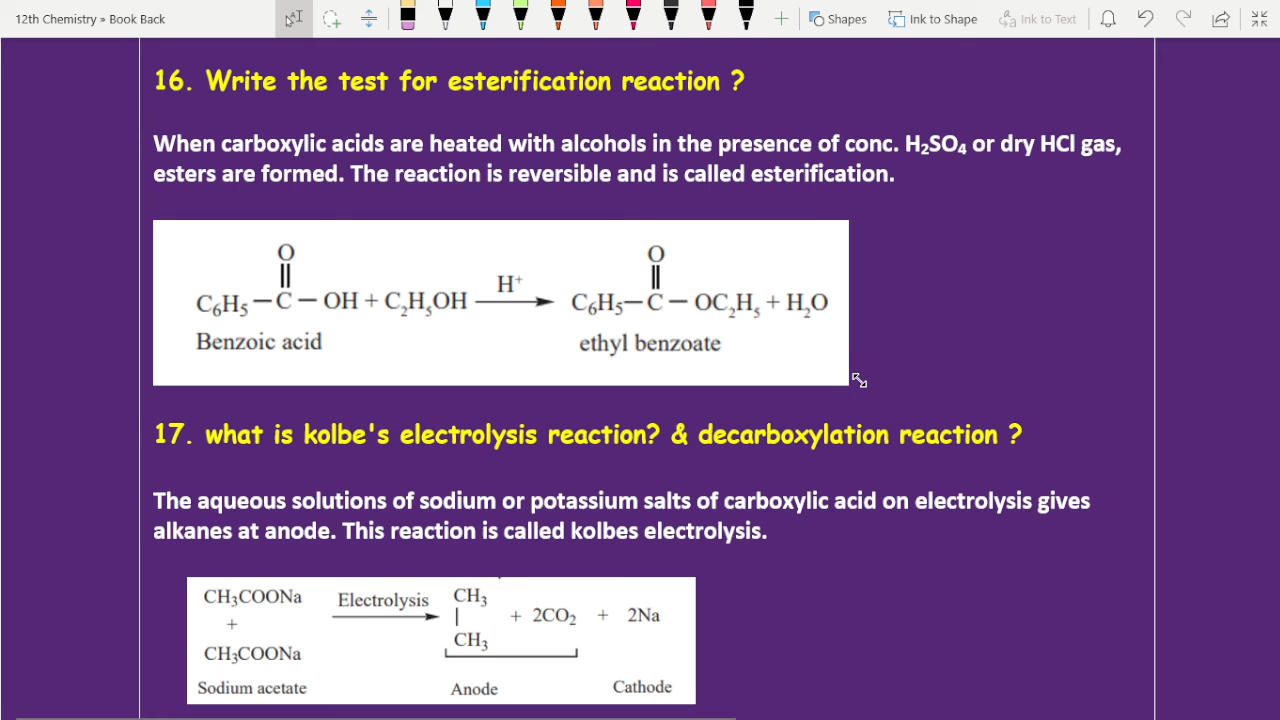 12th Chemistry » Book Back
Shapes
Ink to Shape
Ink to Text
16. Write the test for esterification reaction ?
When carboxylic acids are heated with alcohols in the presence of conc. H₂SO₄ or dry HCl gas,
esters are formed. The reaction is reversible and is called esterification.
O O
|| H⁺ ||
C₆H₅—C—OH + C₂H₅OH ⟶ C₆H₅—C—OC₂H₅ + H₂O
Benzoic acid ethyl benzoate
17. what is kolbe's electrolysis reaction? & decarboxylation reaction ?
The aqueous solutions of sodium or potassium salts of carboxylic acid on electrolysis gives
alkanes at anode. This reaction is called kolbes electrolysis.
CH₃COONa Electrolysis CH₃
+ ⟶ | + 2CO₂ + 2Na
CH₃COONa CH₃
Sodium acetate Anode Cathode